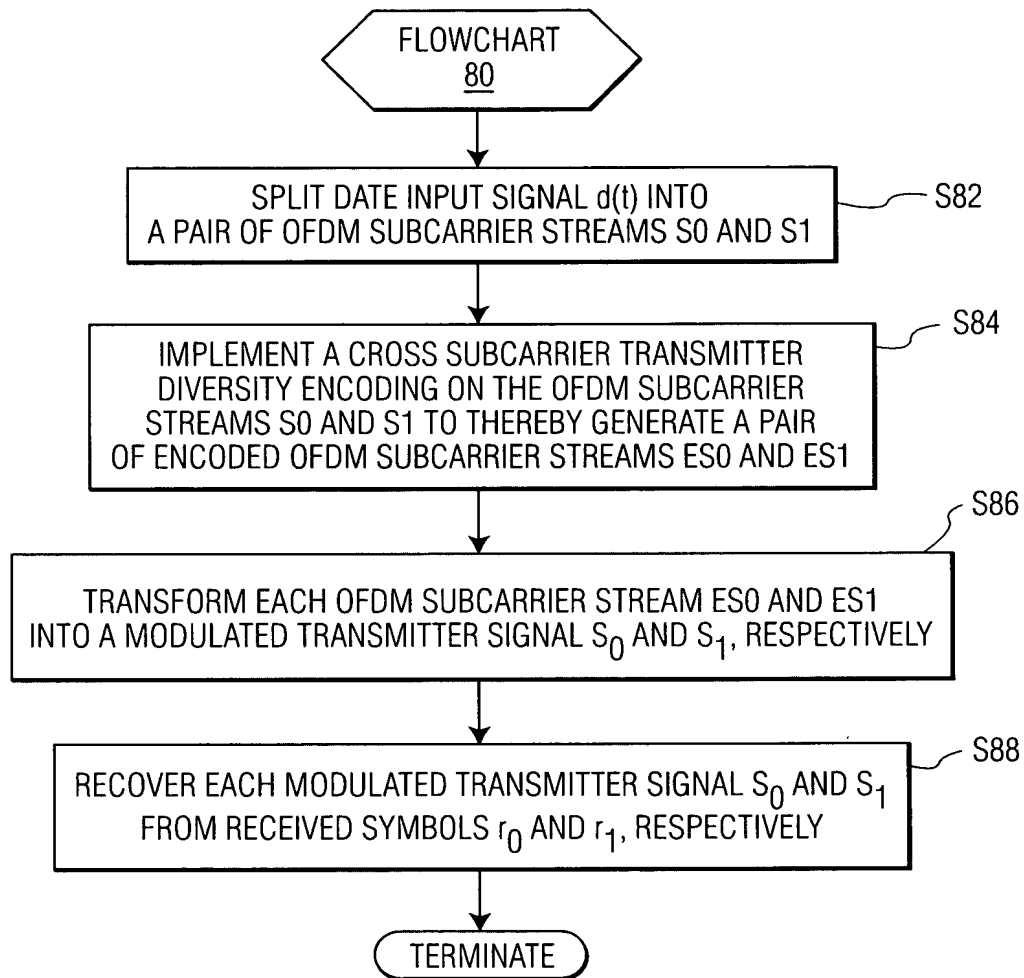 FLOWCHART
80
SPLIT DATE INPUT SIGNAL d(t) INTO
A PAIR OF OFDM SUBCARRIER STREAMS S0 AND S1
S82
IMPLEMENT A CROSS SUBCARRIER TRANSMITTER
DIVERSITY ENCODING ON THE OFDM SUBCARRIER
STREAMS S0 AND S1 TO THEREBY GENERATE A PAIR
OF ENCODED OFDM SUBCARRIER STREAMS ES0 AND ES1
S84
TRANSFORM EACH OFDM SUBCARRIER STREAM ES0 AND ES1
INTO A MODULATED TRANSMITTER SIGNAL S₀ AND S₁, RESPECTIVELY
S86
RECOVER EACH MODULATED TRANSMITTER SIGNAL S₀ AND S₁
FROM RECEIVED SYMBOLS r₀ AND r₁, RESPECTIVELY
S88
TERMINATE